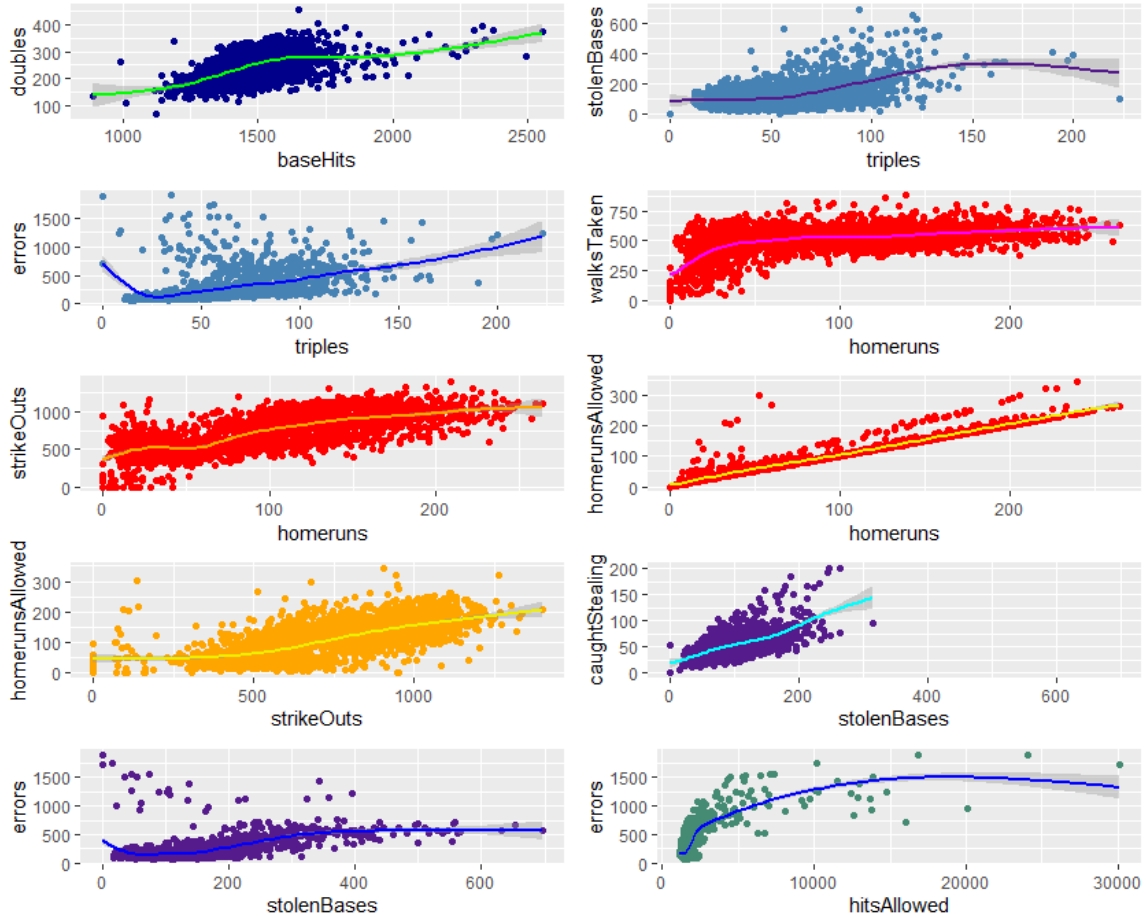 doubles
400
300
200
100
1000 1500 2000 2500
baseHits
stolenBases
600
400
200
0
0 50 100 150 200
triples
errors
1500
1000
500
0
0 50 100 150 200
triples
walksTaken
750
500
250
0
0 100 200
homeruns
strikeOuts
1000
500
0
0 100 200
homeruns
homerunsAllowed
300
200
100
0
0 100 200
homeruns
homerunsAllowed
300
200
100
0
0 500 1000
strikeOuts
caughtStealing
200
150
100
50
0
0 200 400 600
stolenBases
errors
1500
1000
500
0
0 200 400 600
stolenBases
errors
1500
1000
500
0
0 10000 20000 30000
hitsAllowed